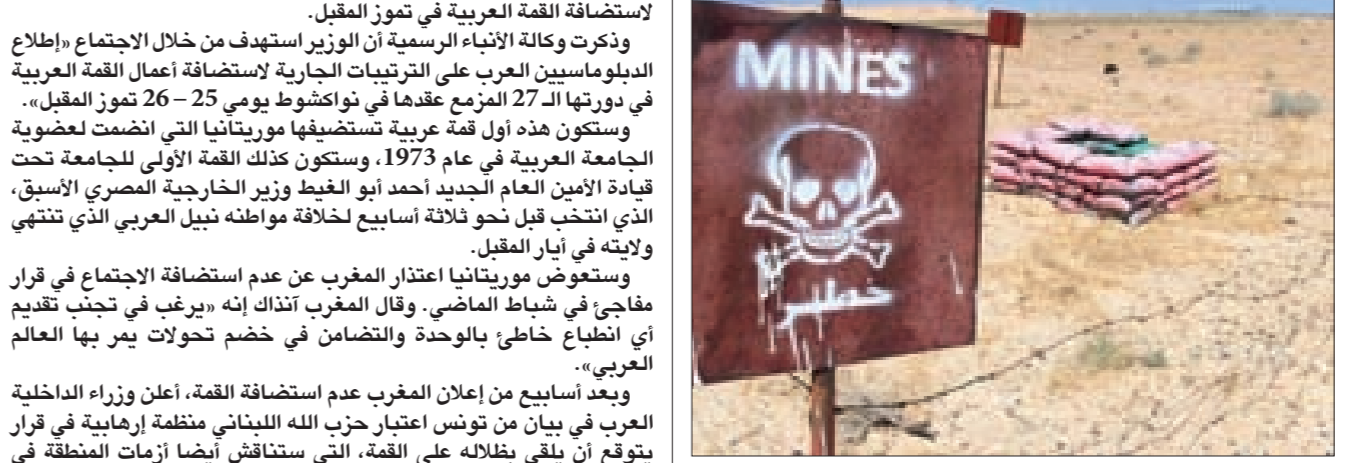 لاستضافة القمة العربية في تموز المقبل.
وذكرت وكالة الأنباء الرسمية أن الوزير استهدف من خلال الاجتماع «إطلاع
الدبلوماسيين العرب على الترتيبات الجارية لاستضافة أعمال القمة العربية
في دورتها الـ 27 المزمع عقدها في نواكشوط يومي 25 – 26 تموز المقبل».
وستكون هذه أول قمة عربية تستضيفها موريتانيا التي انضمت لعضوية
الجامعة العربية في عام 1973، وستكون كذلك القمة الأولى للجامعة تحت
قيادة الأمين العام الجديد أحمد أبو الغيط وزير الخارجية المصري الأسبق،
الذي انتخب قبل نحو ثلاثة أسابيع لخلافة مواطنه نبيل العربي الذي تنتهي
ولايته في أيار المقبل.
وستعوض موريتانيا اعتذار المغرب عن عدم استضافة الاجتماع في قرار
مفاجئ في شباط الماضي. وقال المغرب آنذاك إنه «يرغب في تجنب تقديم
أي انطباع خاطئ بالوحدة والتضامن في خضم تحولات يمر بها العالم
العربي».
وبعد أسابيع من إعلان المغرب عدم استضافة القمة، أعلن وزراء الداخلية
العرب في بيان من تونس اعتبار حزب الله اللبناني منظمة إرهابية في قرار
يتوقع أن يلقي بظلاله على القمة، التي ستناقش أيضا أزمات المنطقة في
MINES
خطر